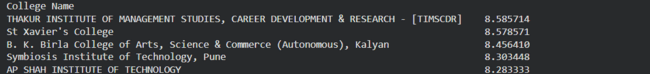 College Name
THAKUR INSTITUTE OF MANAGEMENT STUDIES, CAREER DEVELOPMENT & RESEARCH - [TIMSCDR] 8.585714
St Xavier's College 8.578571
B. K. Birla College of Arts, Science & Commerce (Autonomous), Kalyan 8.456410
Symbiosis Institute of Technology, Pune 8.303448
AP SHAH INSTITUTE OF TECHNOLOGY 8.283333